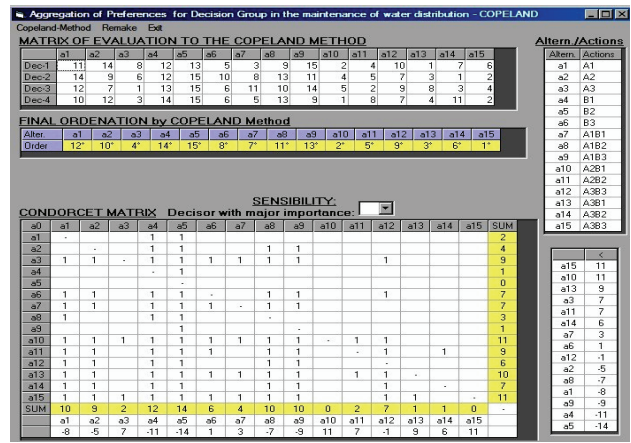 Aggregation of Preferences for Decision Group in the maintenance of water distribution - COPELAND
Copeland-Method Remake Exit
MATRIX OF EVALUATION TO THE COPELAND METHOD
a1 a2 a3 a4 a5 a6 a7 a8 a9 a10 a11 a12 a13 a14 a15
Dec-1 11 14 8 12 13 5 3 9 15 2 4 10 1 7 6
Dec-2 14 9 6 12 15 10 8 13 11 4 5 7 3 1 2
Dec-3 12 7 1 13 15 6 11 10 14 5 2 9 8 3 4
Dec-4 10 12 3 14 15 6 5 13 9 1 8 7 4 11 2
FINAL ORDENATION by COPELAND Method
Alter. a1 a2 a3 a4 a5 a6 a7 a8 a9 a10 a11 a12 a13 a14 a15
Order 12° 10° 4° 14° 15° 8° 7° 11° 13° 2° 5° 9° 3° 6° 1°
SENSIBILITY:
CONDORCET MATRIX Decisor with major importance:
a0 a1 a2 a3 a4 a5 a6 a7 a8 a9 a10 a11 a12 a13 a14 a15 SUM
a1 - 1 1 2
a2 - 1 1 1 1 4
a3 1 1 - 1 1 1 1 1 1 1 9
a4 - 1 1
a5 - 0
a6 1 1 1 1 - 1 1 1 7
a7 1 1 1 1 1 - 1 1 7
a8 1 1 1 - 3
a9 1 - 1
a10 1 1 1 1 1 1 1 1 1 - 1 1 11
a11 1 1 1 1 1 1 1 - 1 1 9
a12 1 1 1 1 1 1 - 6
a13 1 1 1 1 1 1 1 1 1 1 - 10
a14 1 1 1 1 1 1 1 - 7
a15 1 1 1 1 1 1 1 1 1 1 1 - 11
SUM 10 9 2 12 14 6 4 10 10 0 2 7 1 1 0 -
a1 a2 a3 a4 a5 a6 a7 a8 a9 a10 a11 a12 a13 a14 a15
-8 -5 7 -11 -14 1 3 -7 -9 11 7 -1 9 6 11
Altern./Actions
Altern. Actions
a1 A1
a2 A2
a3 A3
a4 B1
a5 B2
a6 B3
a7 A1B1
a8 A1B2
a9 A1B3
a10 A2B1
a11 A2B2
a12 A2B3
a13 A3B1
a14 A3B2
a15 A3B3
<
a15 11
a10 11
a13 9
a3 7
a11 7
a14 6
a7 3
a6 1
a12 -1
a2 -5
a8 -7
a1 -8
a9 -9
a4 -11
a5 -14